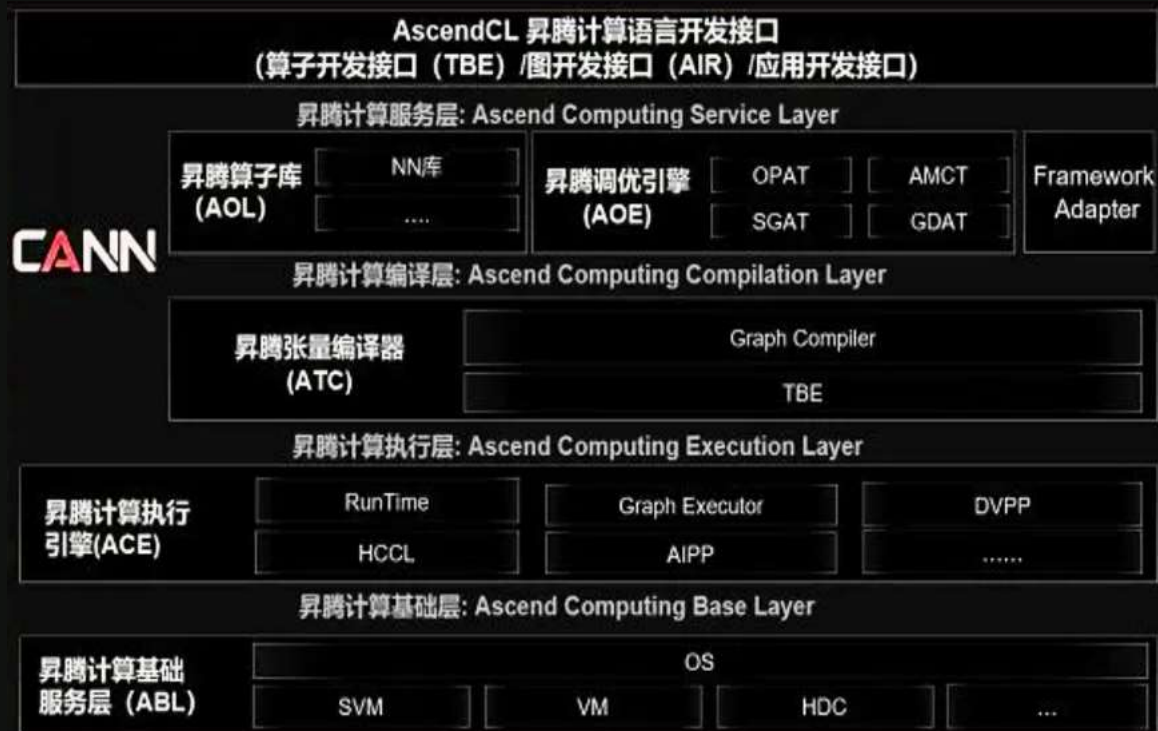 AscendCL 昇腾计算语言开发接口
(算子开发接口（TBE）/图开发接口（AIR）/应用开发接口)
昇腾计算服务层: Ascend Computing Service Layer
昇腾算子库
(AOL)
NN库
....
昇腾调优引擎
(AOE)
OPAT
AMCT
SGAT
GDAT
Framework
Adapter
CANN
昇腾计算编译层: Ascend Computing Compilation Layer
昇腾张量编译器
(ATC)
Graph Compiler
TBE
昇腾计算执行层: Ascend Computing Execution Layer
昇腾计算执行
引擎(ACE)
RunTime
Graph Executor
DVPP
HCCL
AIPP
......
昇腾计算基础层: Ascend Computing Base Layer
昇腾计算基础
服务层（ABL）
OS
SVM
VM
HDC
...